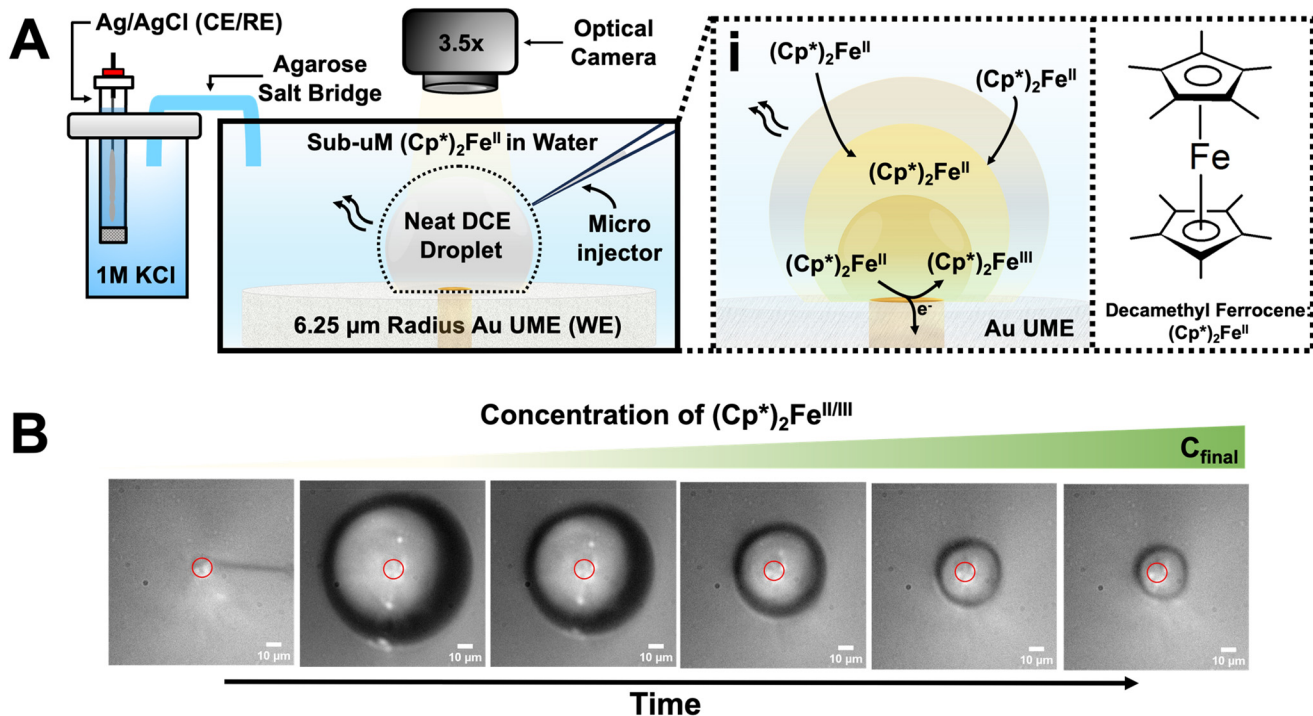 A
Ag/AgCl (CE/RE)
Agarose
Salt Bridge
1M KCl
3.5x
Optical
Camera
Sub-uM (Cp*)₂Feᴵᴵ in Water
Neat DCE
Droplet
Micro
injector
6.25 µm Radius Au UME (WE)
i
(Cp*)₂Feᴵᴵ
(Cp*)₂Feᴵᴵ
(Cp*)₂Feᴵᴵ
(Cp*)₂Feᴵᴵ
(Cp*)₂Feᴵᴵᴵ
e⁻
Au UME
Fe
Decamethyl Ferrocene:
(Cp*)₂Feᴵᴵ
B
Concentration of (Cp*)₂Feᴵᴵ/ᴵᴵᴵ
C_final
10 µm
10 µm
10 µm
10 µm
10 µm
10 µm
Time